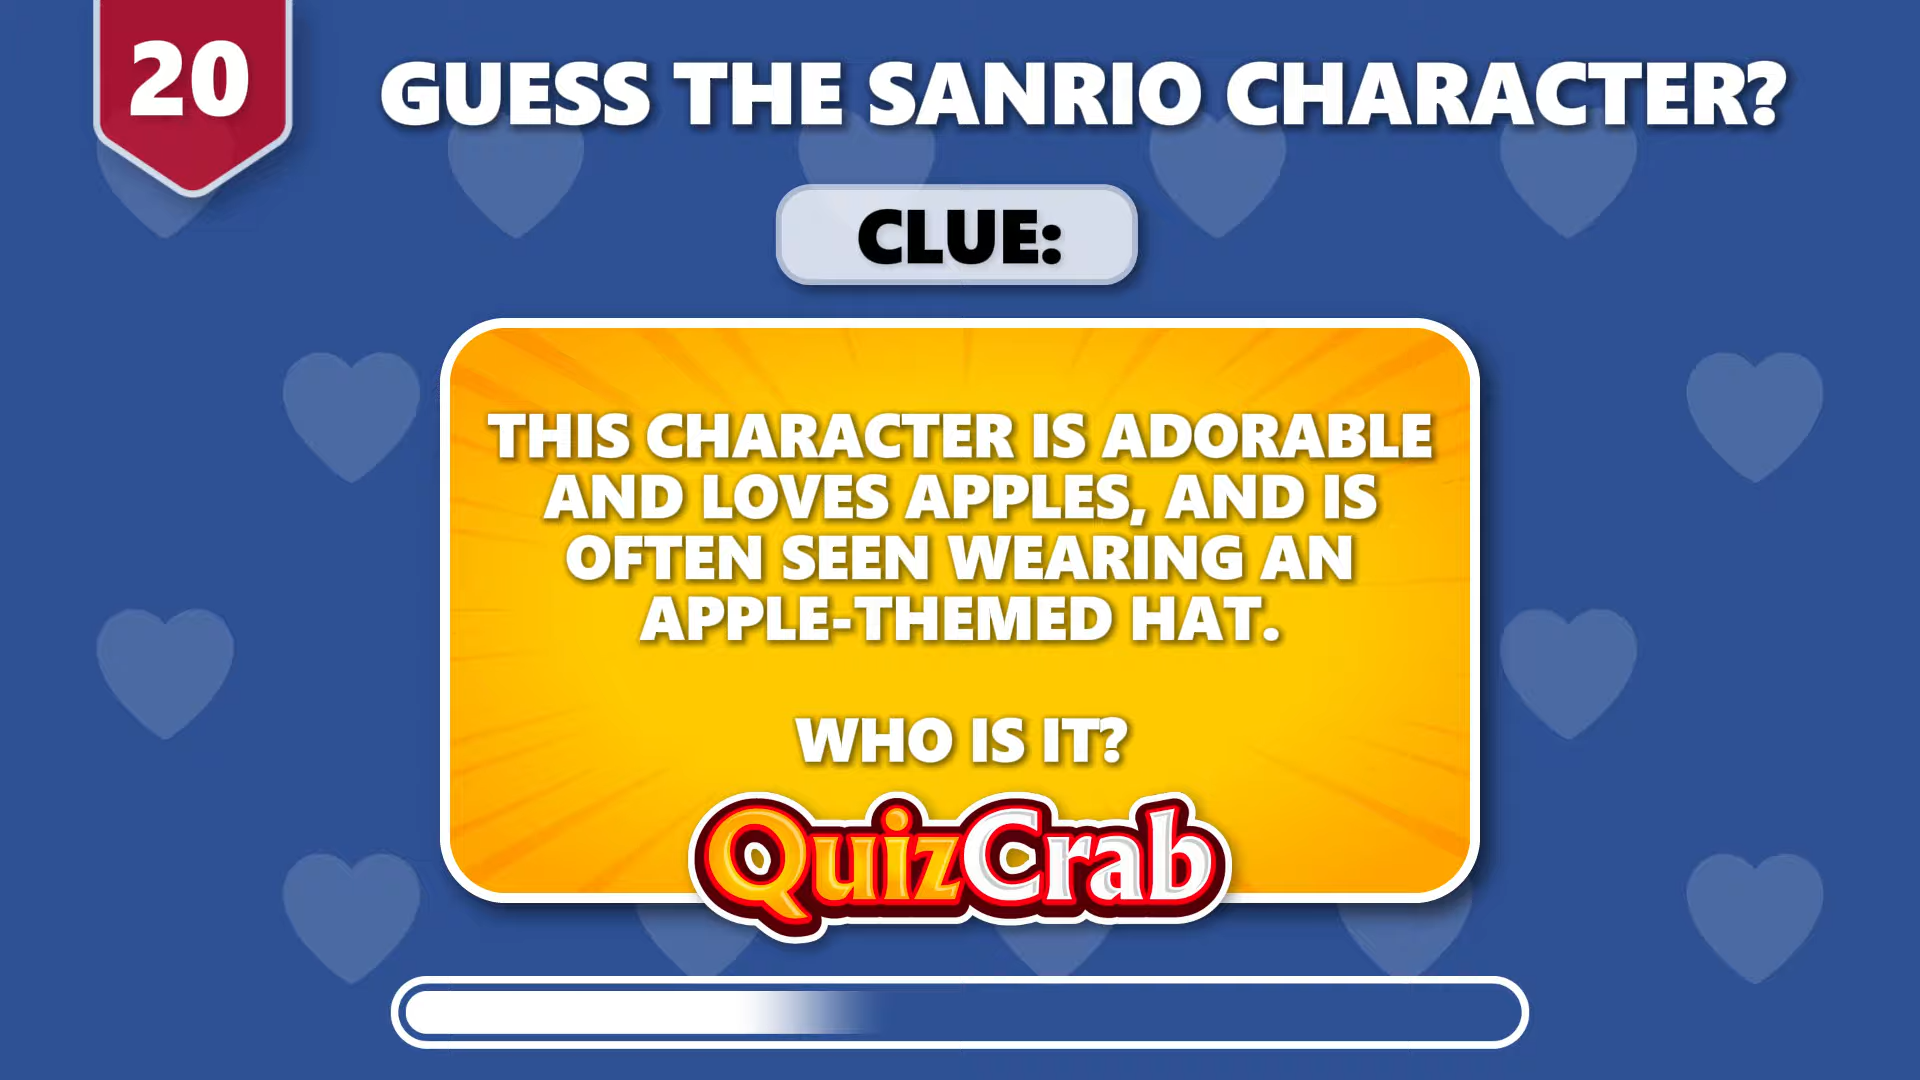 20
GUESS THE SANRIO CHARACTER?
CLUE:
THIS CHARACTER IS ADORABLE
AND LOVES APPLES, AND IS
OFTEN SEEN WEARING AN
APPLE-THEMED HAT.
WHO IS IT?
QuizCrab